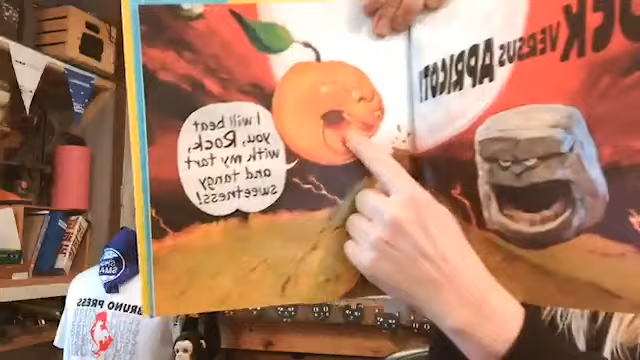 ROCK
VERSUS APRICOT!
I will beat
you, Rock,
with my tart
and tangy
sweetness!
BRUNO PRESS